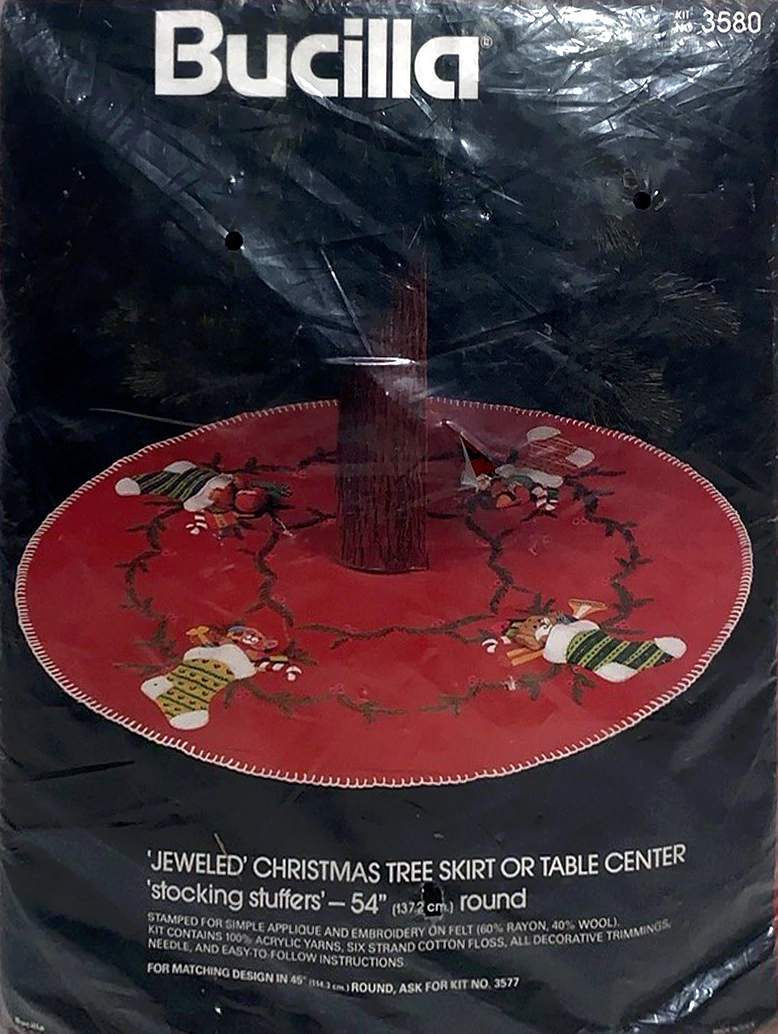 Bucilla®
KIT
NO. 3580
'JEWELED' CHRISTMAS TREE SKIRT OR TABLE CENTER
'stocking stuffers' — 54" (137.2 cm.) round
STAMPED FOR SIMPLE APPLIQUE AND EMBROIDERY ON FELT (60% RAYON, 40% WOOL).
KIT CONTAINS 100% ACRYLIC YARNS, SIX STRAND COTTON FLOSS, ALL DECORATIVE TRIMMINGS,
NEEDLE, AND EASY-TO-FOLLOW INSTRUCTIONS.
FOR MATCHING DESIGN IN 45" (114.3 cm.) ROUND, ASK FOR KIT NO. 3577
Bucilla